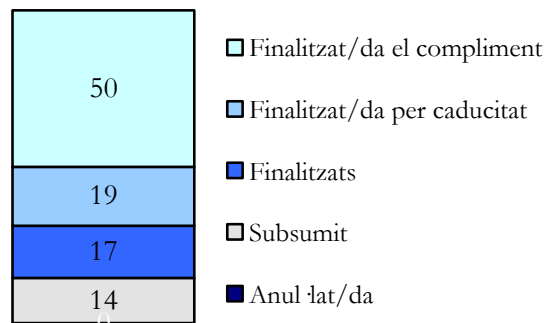 50
19
17
14
0
Finalitzat/da el compliment
Finalitzat/da per caducitat
Finalitzats
Subsumit
Anul·lat/da